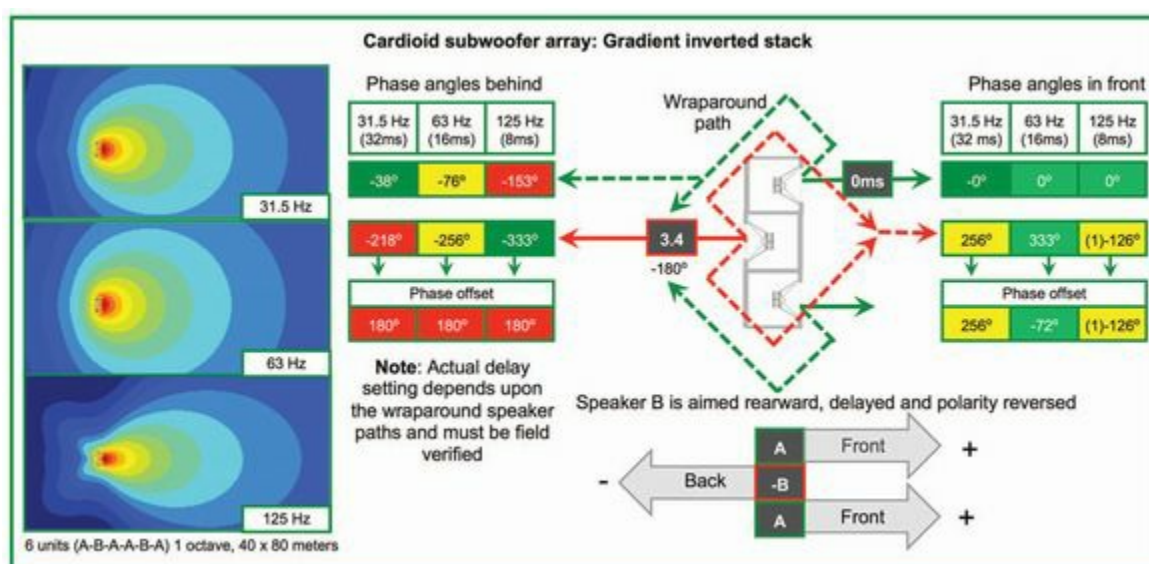 Cardioid subwoofer array: Gradient inverted stack
31.5 Hz
63 Hz
125 Hz
6 units (A-B-A-A-B-A) 1 octave, 40 x 80 meters
Phase angles behind
31.5 Hz 63 Hz 125 Hz
(32ms) (16ms) (8ms)
-38º -76º -153º
-218º -256º -333º
Phase offset
180º 180º 180º
Note: Actual delay
setting depends upon
the wraparound speaker
paths and must be field
verified
Wraparound
path
0ms
3.4
-180º
Phase angles in front
31.5 Hz 63 Hz 125 Hz
(32 ms) (16ms) (8ms)
-0º 0º 0º
256º 333º (1)-126º
Phase offset
256º -72º (1)-126º
Speaker B is aimed rearward, delayed and polarity reversed
A Front +
- Back -B
A Front +